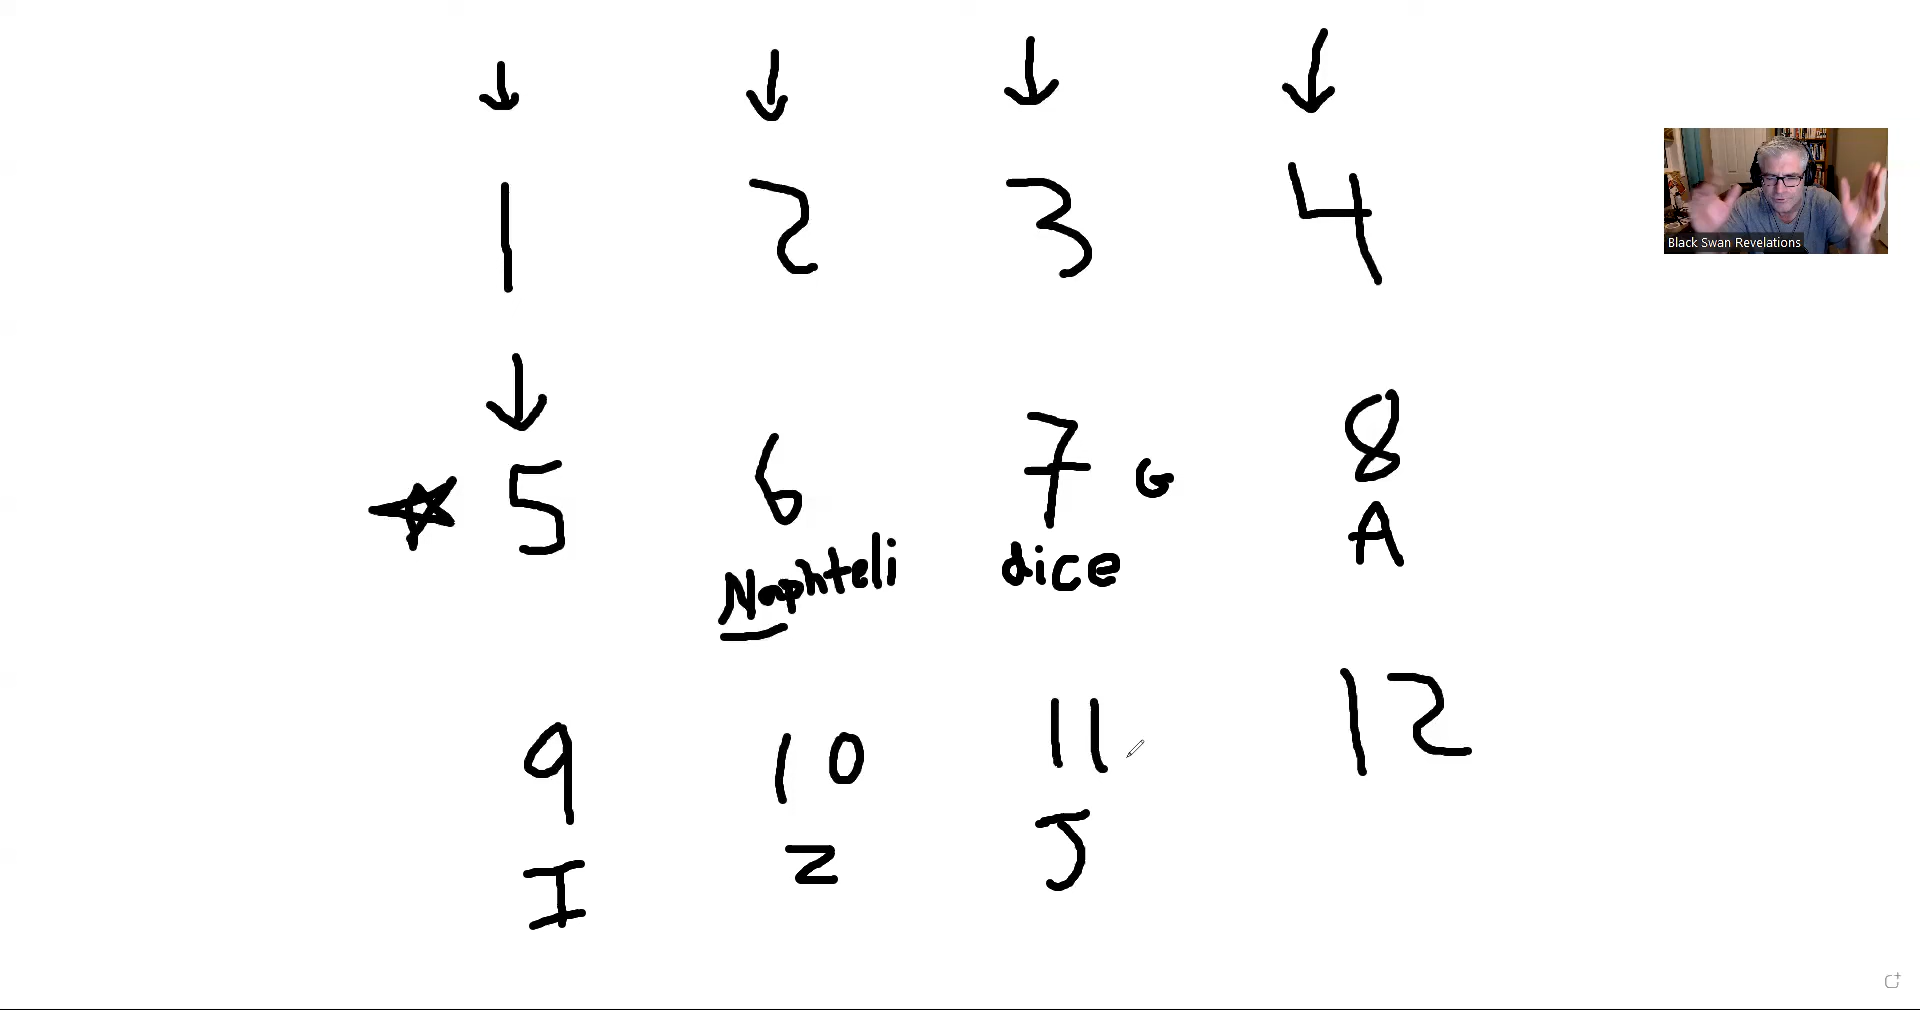 1 2 3 4
Black Swan Revelations
5 6 7 G 8
Naphteli dice A
9 10 11 12
I Z J